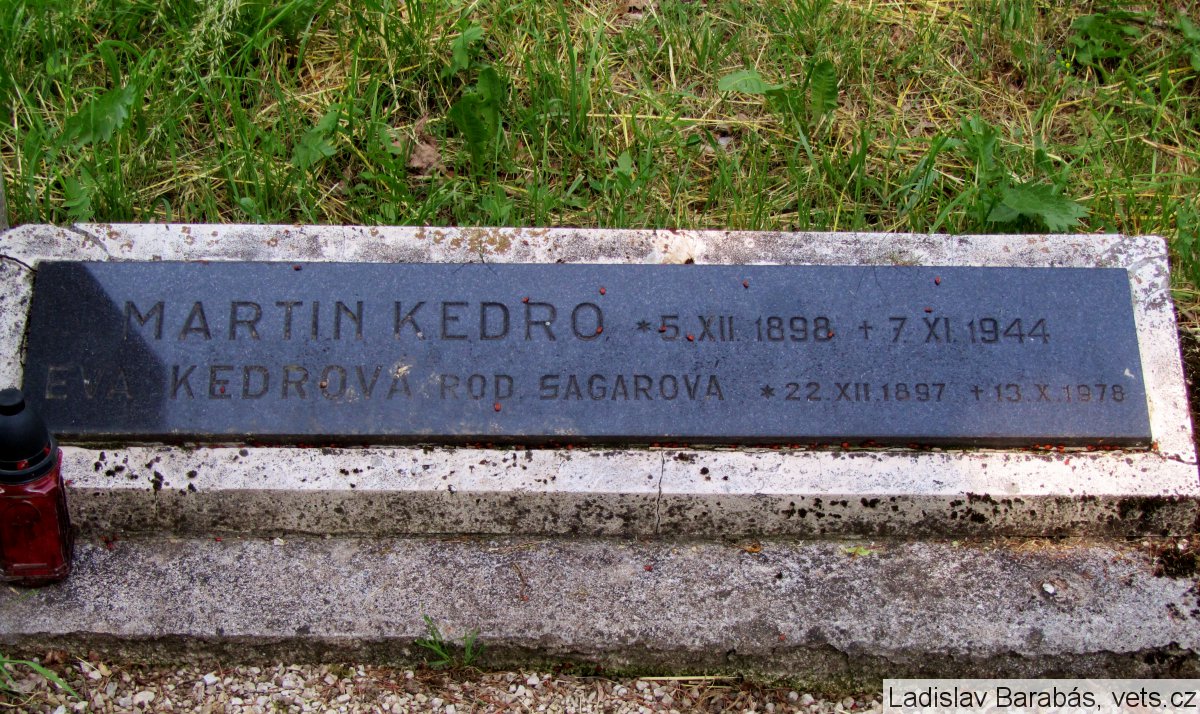 MARTIN KEDRO *5. XII. 1898 † 7. XI. 1944
EVA KEDROVÁ ROD. SAGAROVÁ *22. XII. 1897 †13. X. 1978
Ladislav Barabás, vets.cz